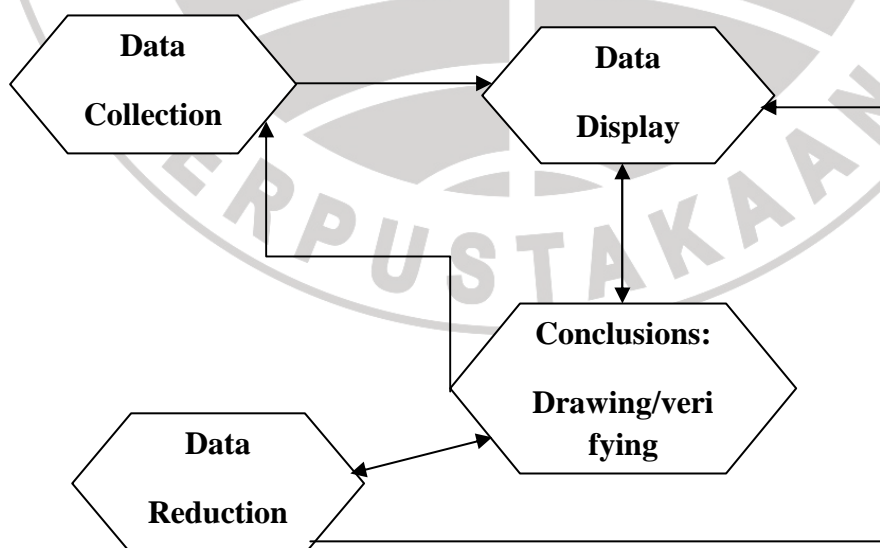 Data
Collection
Data
Display
ERPUSTAKAAN
Conclusions:
Drawing/veri
fying
Data
Reduction